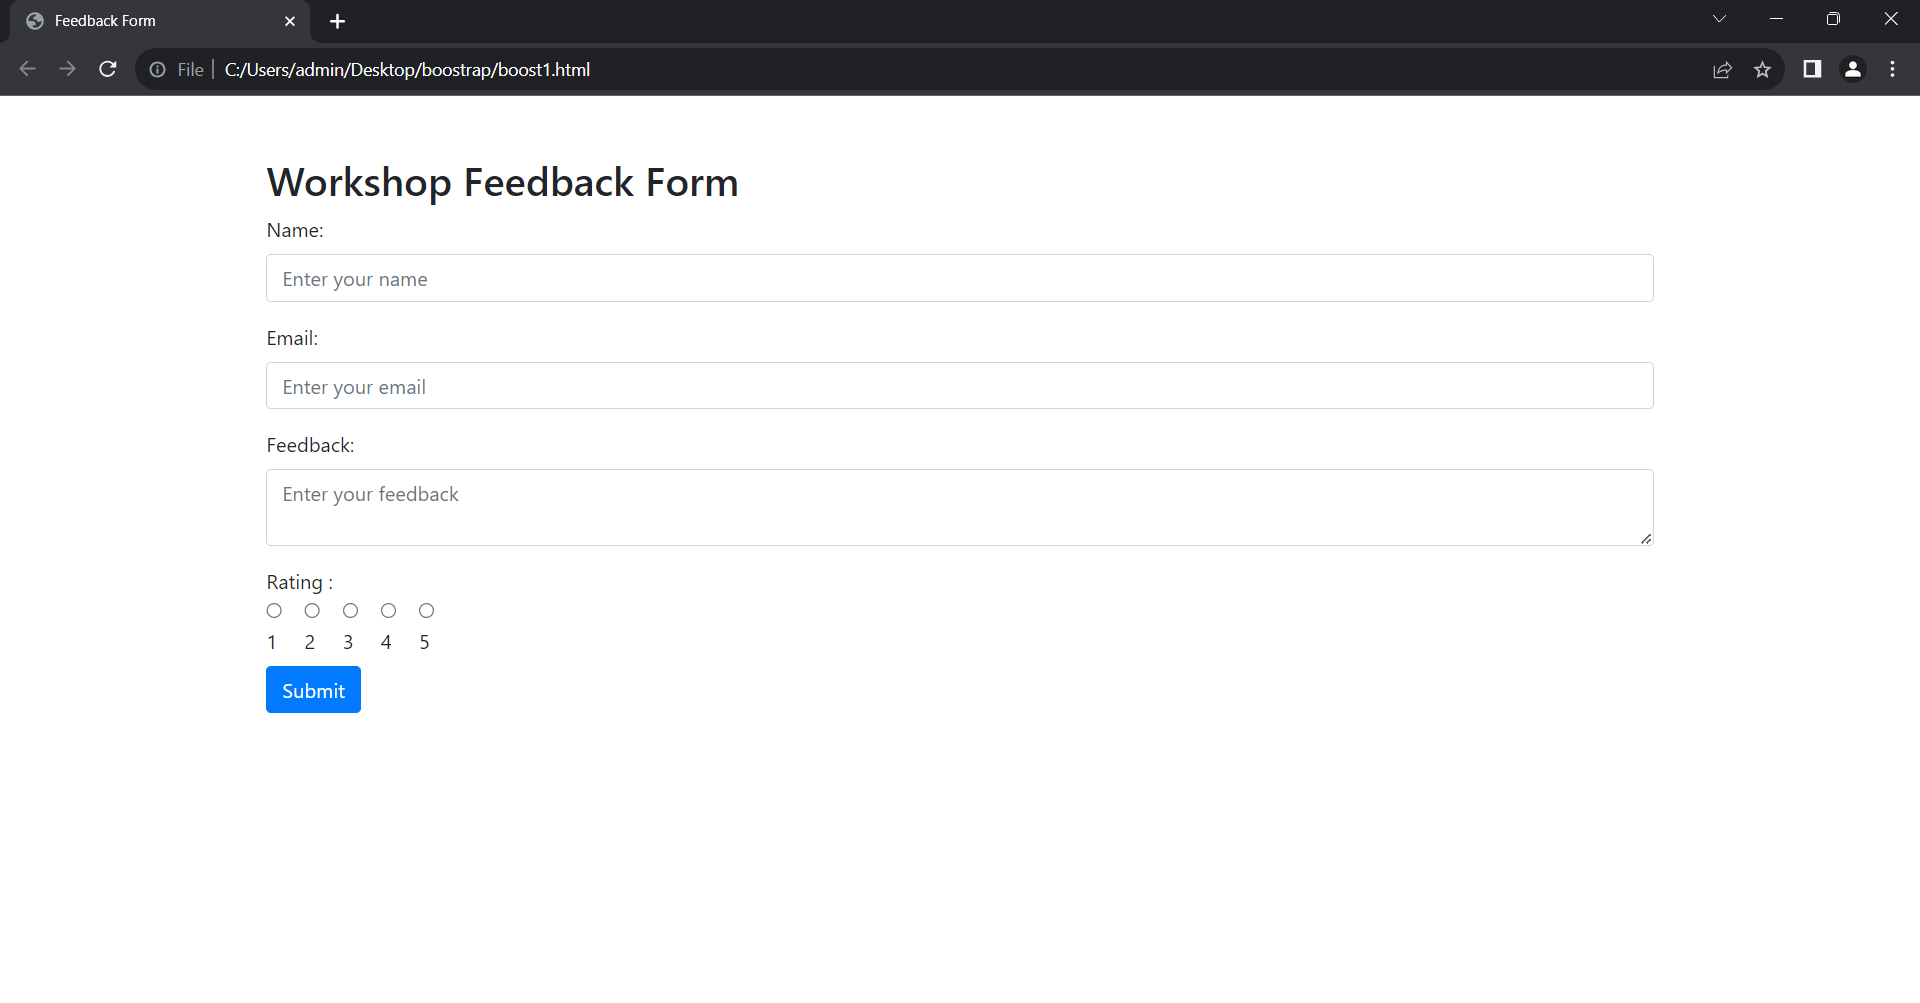 Feedback Form
File
C:/Users/admin/Desktop/boostrap/boost1.html
Workshop Feedback Form
Name:
Enter your name
Email:
Enter your email
Feedback:
Enter your feedback
Rating :
1 2 3 4 5
Submit